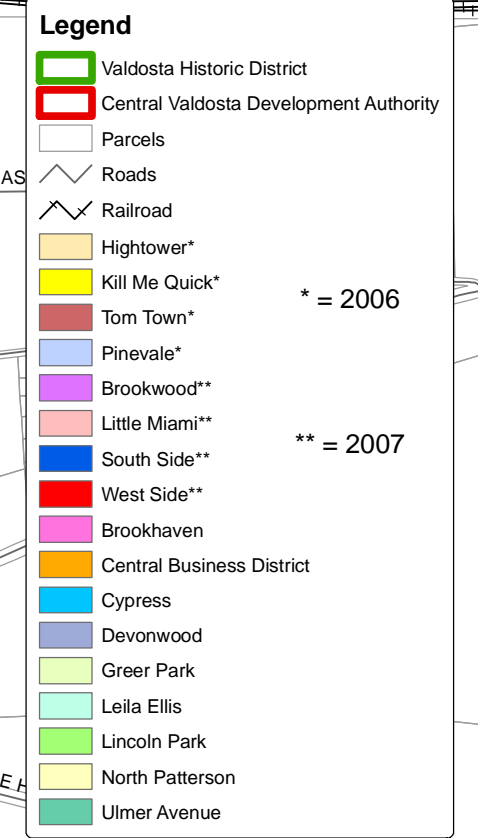 Legend
Valdosta Historic District
Central Valdosta Development Authority
Parcels
AS
Roads
Railroad
Hightower*
Kill Me Quick*
* = 2006
Tom Town*
Pinevale*
Brookwood**
Little Miami**
** = 2007
South Side**
West Side**
Brookhaven
Central Business District
Cypress
Devonwood
Greer Park
Leila Ellis
Lincoln Park
North Patterson
E H
Ulmer Avenue